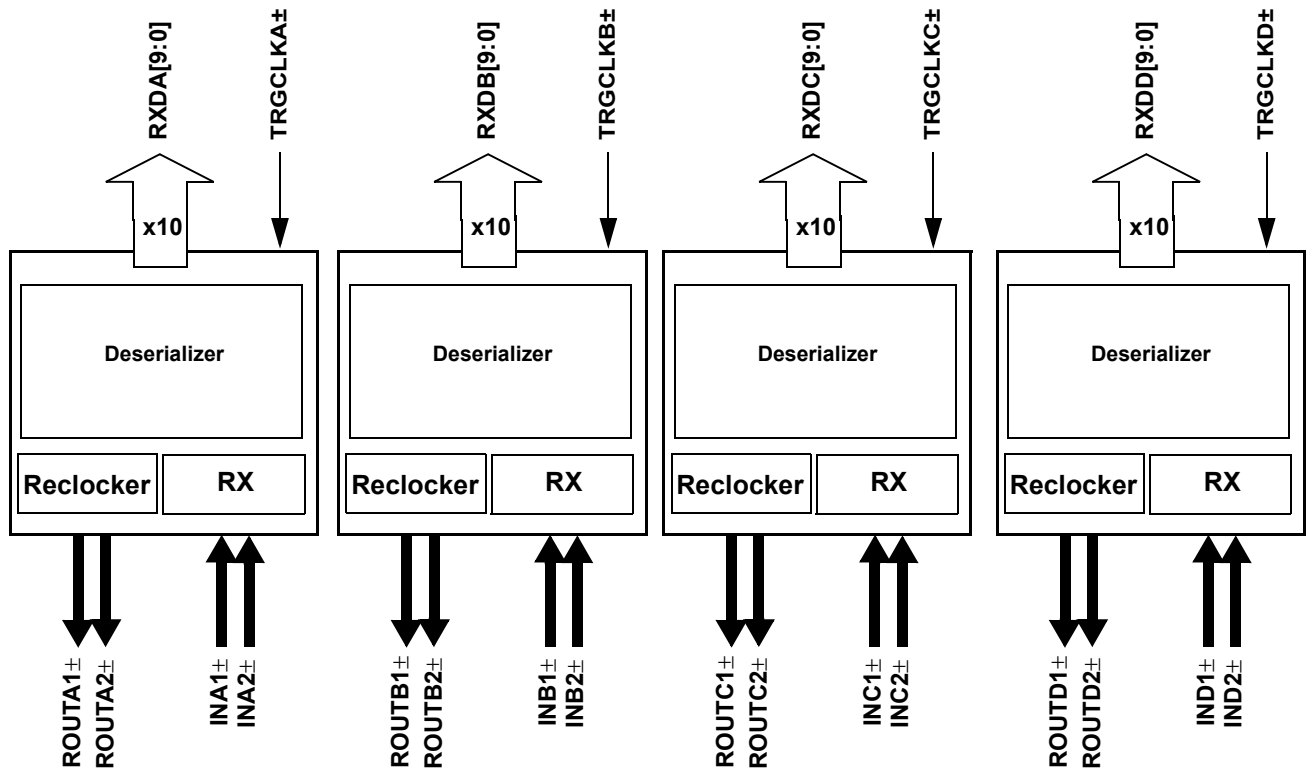 RXDA[9:0]
TRGCLKA±
RXDB[9:0]
TRGCLKB±
RXDC[9:0]
TRGCLKC±
RXDD[9:0]
TRGCLKD±
x10
x10
x10
x10
Deserializer
Deserializer
Deserializer
Deserializer
Reclocker
RX
Reclocker
RX
Reclocker
RX
Reclocker
RX
ROUTA1±
ROUTA2±
INA1±
INA2±
ROUTB1±
ROUTB2±
INB1±
INB2±
ROUTC1±
ROUTC2±
INC1±
INC2±
ROUTD1±
ROUTD2±
IND1±
IND2±